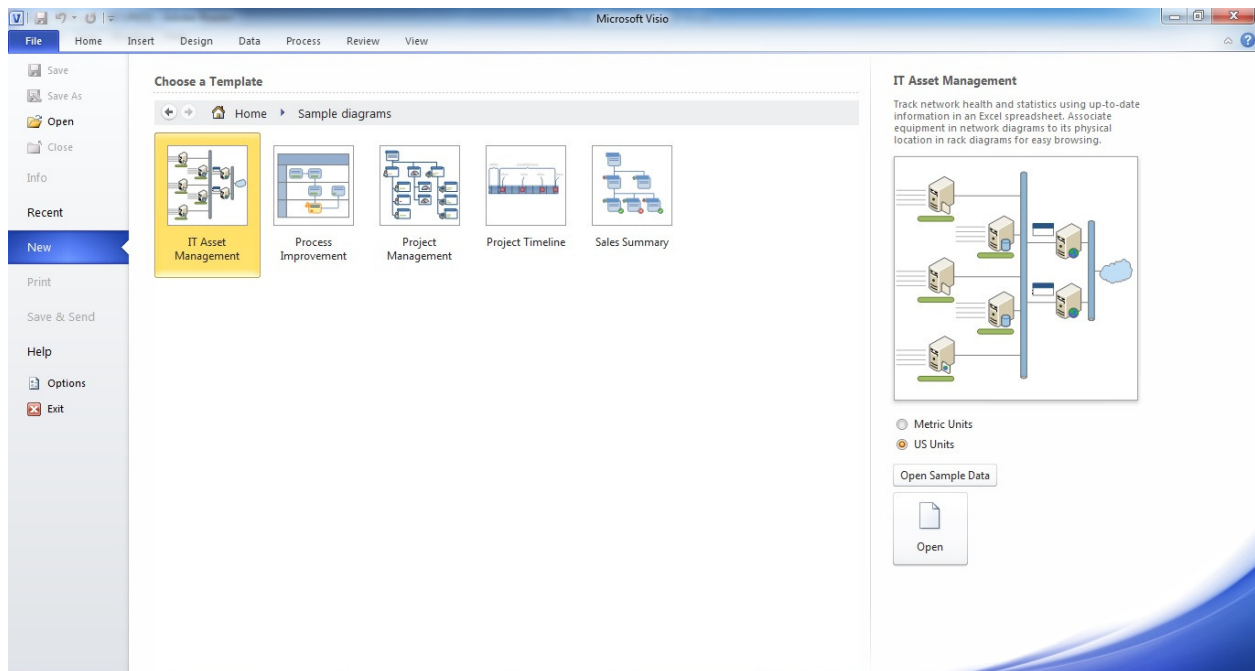 Microsoft Visio
File Home Insert Design Data Process Review View
Save
Save As
Open
Close
Info
Recent
New
Print
Save & Send
Help
Options
Exit
Choose a Template
Home Sample diagrams
IT Asset
Management
Process
Improvement
Project
Management
Project Timeline
Sales Summary
IT Asset Management
Track network health and statistics using up-to-date
information in an Excel spreadsheet. Associate
equipment in network diagrams to its physical
location in rack diagrams for easy browsing.
Metric Units
US Units
Open Sample Data
Open